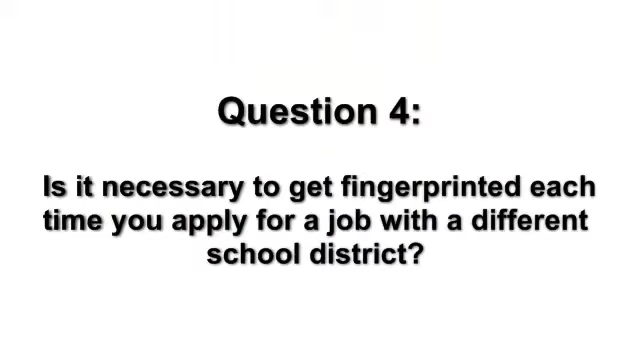 Question 4:
Is it necessary to get fingerprinted each
time you apply for a job with a different
school district?